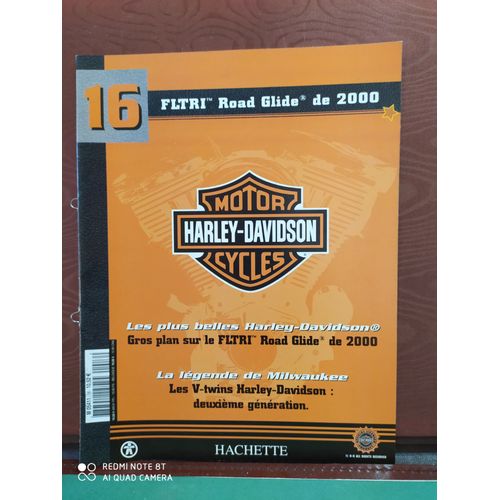 16
FLTRI™ Road Glide® de 2000
MOTOR
HARLEY-DAVIDSON
CYCLES
Les plus belles Harley-Davidson®
Gros plan sur le FLTRI™ Road Glide® de 2000
La légende de Milwaukee
Les V-twins Harley-Davidson :
deuxième génération.
HACHETTE
REDMI NOTE 8T
AI QUAD CAMERA